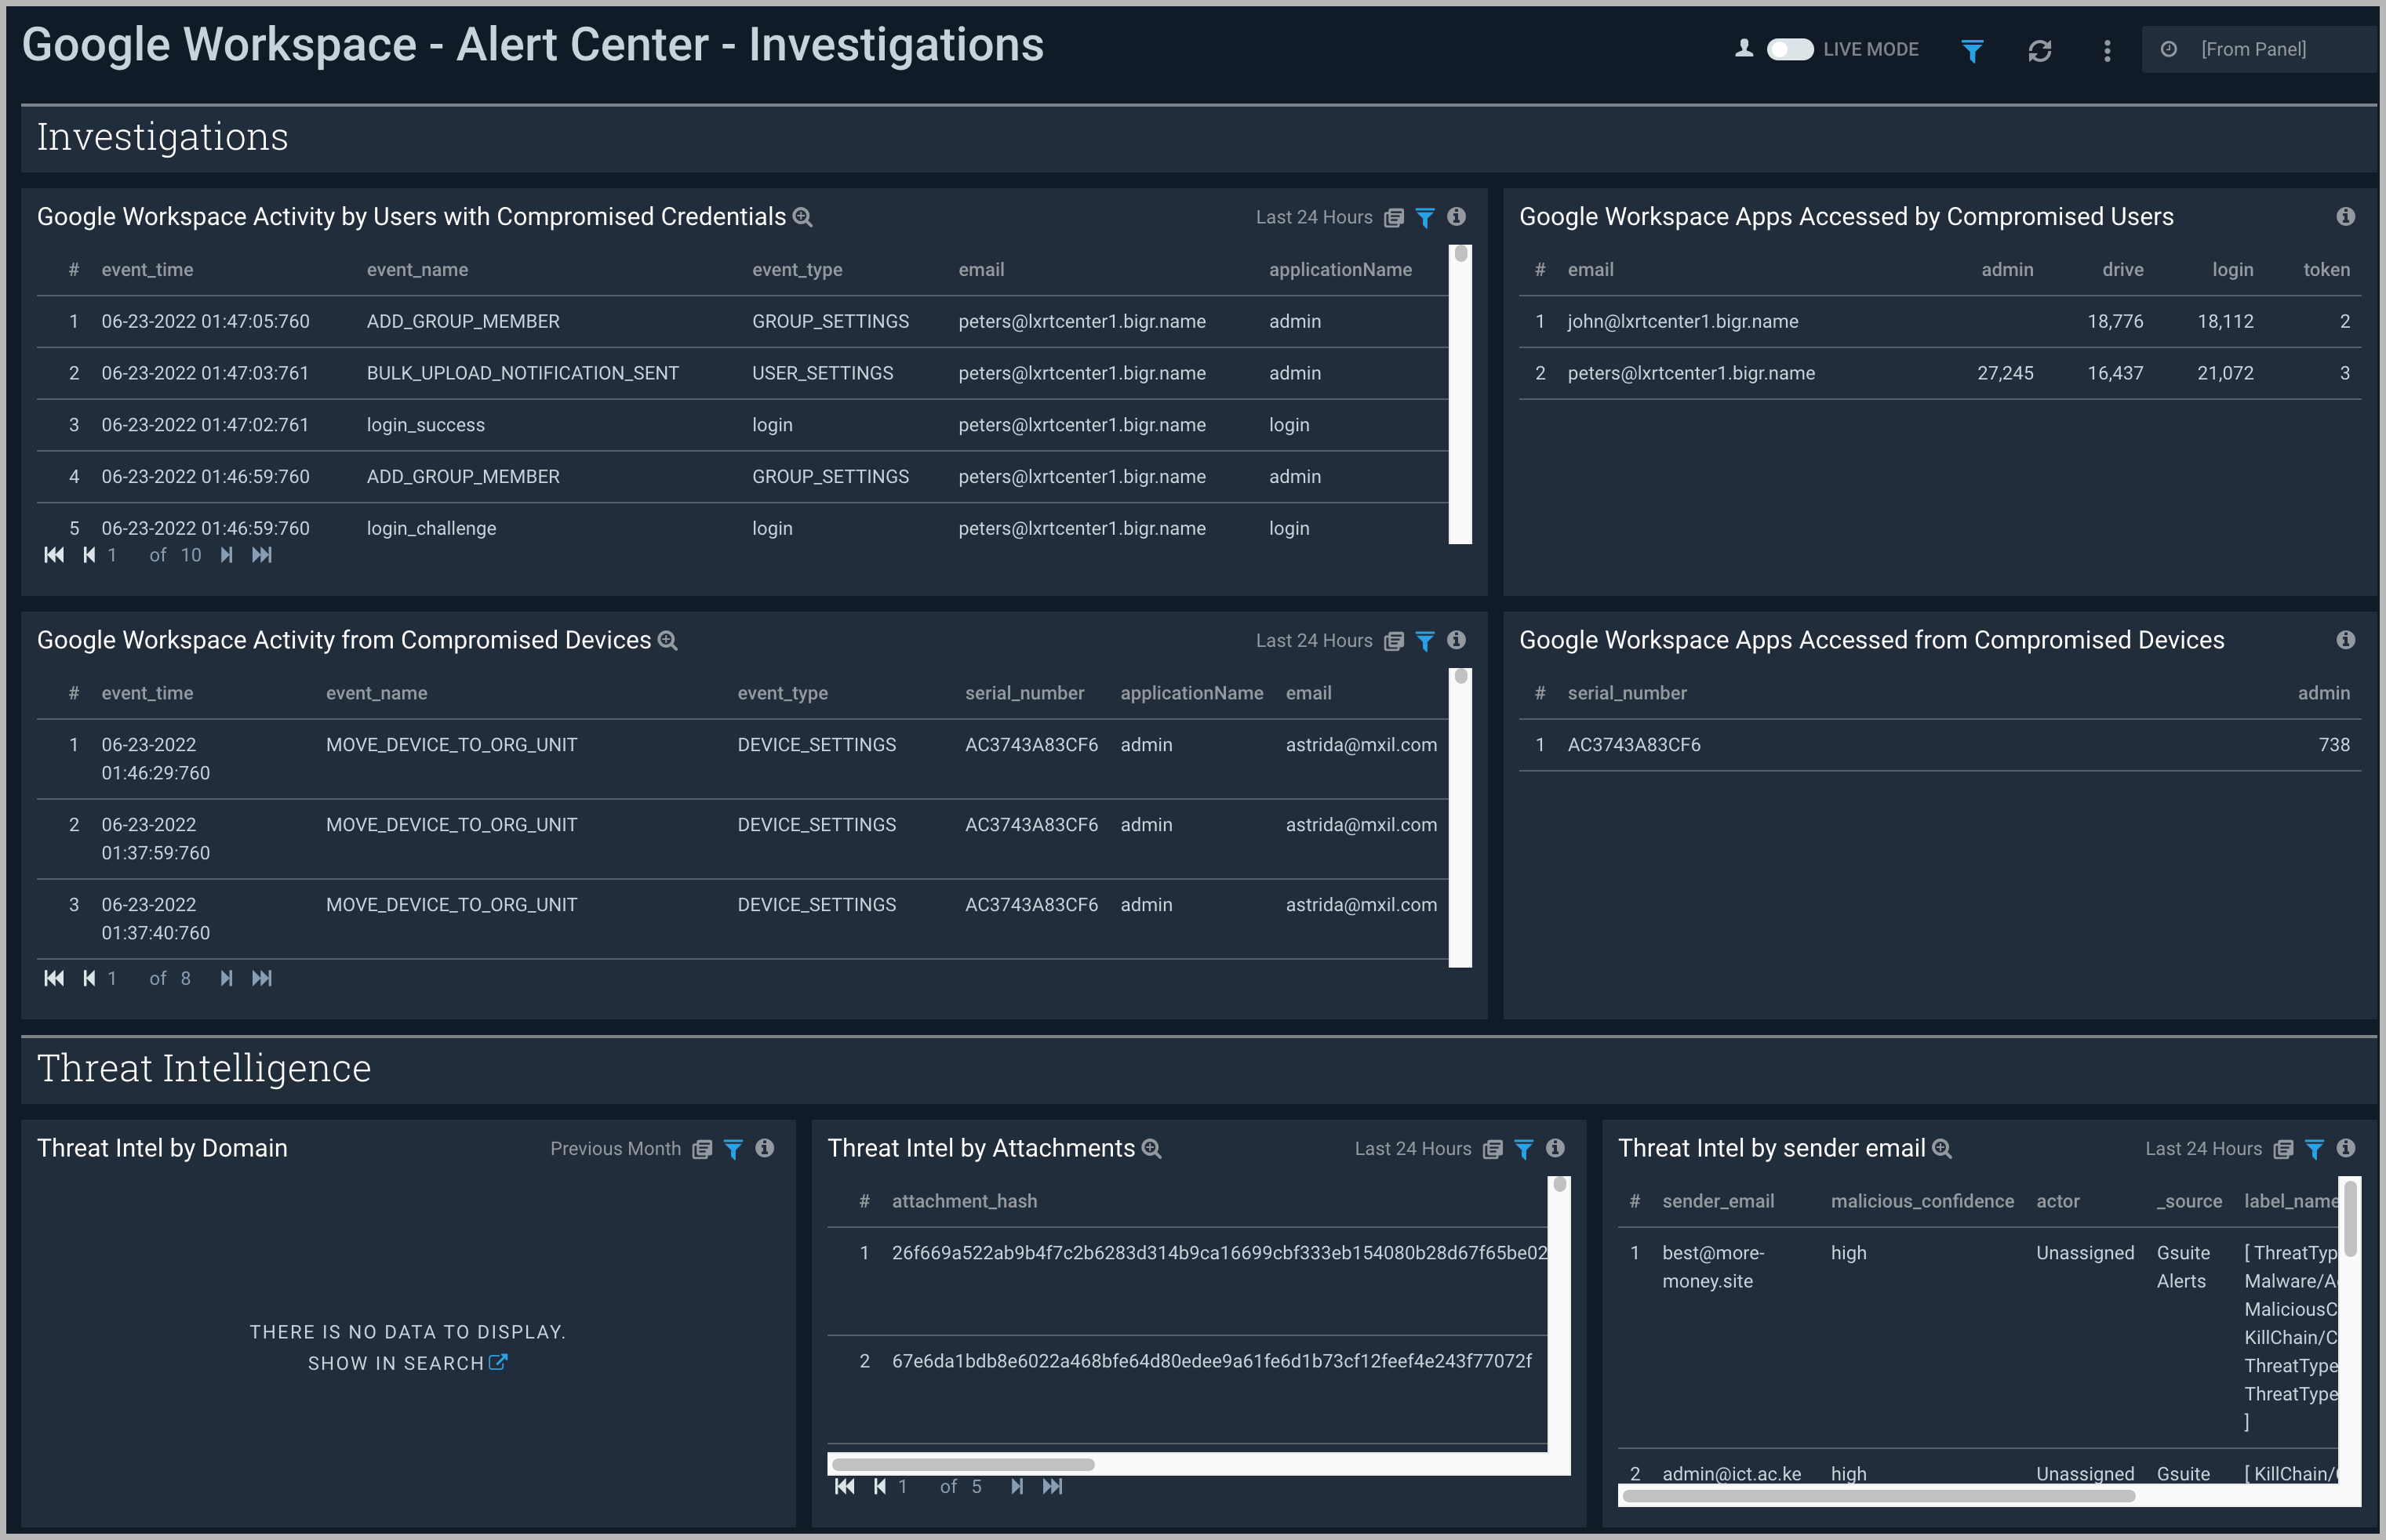 Google Workspace - Alert Center - Investigations
LIVE MODE
[From Panel]
Investigations
Google Workspace Activity by Users with Compromised Credentials
Last 24 Hours
# event_time event_name event_type email applicationName
1 06-23-2022 01:47:05:760 ADD_GROUP_MEMBER GROUP_SETTINGS peters@lxrtcenter1.bigr.name admin
2 06-23-2022 01:47:03:761 BULK_UPLOAD_NOTIFICATION_SENT USER_SETTINGS peters@lxrtcenter1.bigr.name admin
3 06-23-2022 01:47:02:761 login_success login peters@lxrtcenter1.bigr.name login
4 06-23-2022 01:46:59:760 ADD_GROUP_MEMBER GROUP_SETTINGS peters@lxrtcenter1.bigr.name admin
5 06-23-2022 01:46:59:760 login_challenge login peters@lxrtcenter1.bigr.name login
1 of 10
Google Workspace Apps Accessed by Compromised Users
# email admin drive login token
1 john@lxrtcenter1.bigr.name 18,776 18,112 2
2 peters@lxrtcenter1.bigr.name 27,245 16,437 21,072 3
Google Workspace Activity from Compromised Devices
Last 24 Hours
# event_time event_name event_type serial_number applicationName email
1 06-23-2022 MOVE_DEVICE_TO_ORG_UNIT DEVICE_SETTINGS AC3743A83CF6 admin astrida@mxil.com
01:46:29:760
2 06-23-2022 MOVE_DEVICE_TO_ORG_UNIT DEVICE_SETTINGS AC3743A83CF6 admin astrida@mxil.com
01:37:59:760
3 06-23-2022 MOVE_DEVICE_TO_ORG_UNIT DEVICE_SETTINGS AC3743A83CF6 admin astrida@mxil.com
01:37:40:760
1 of 8
Google Workspace Apps Accessed from Compromised Devices
# serial_number admin
1 AC3743A83CF6 738
Threat Intelligence
Threat Intel by Domain
Previous Month
THERE IS NO DATA TO DISPLAY.
SHOW IN SEARCH
Threat Intel by Attachments
Last 24 Hours
# attachment_hash
1 26f669a522ab9b4f7c2b6283d314b9ca16699cbf333eb154080b28d67f65be02
2 67e6da1bdb8e6022a468bfe64d80edee9a61fe6d1b73cf12feef4e243f77072f
1 of 5
Threat Intel by sender email
Last 24 Hours
# sender_email malicious_confidence actor _source label_name
1 best@more- high Unassigned Gsuite [ ThreatTyp
money.site Alerts Malware/A
MaliciousC
KillChain/C
ThreatType
ThreatType
]
2 admin@ict.ac.ke high Unassigned Gsuite [ KillChain/